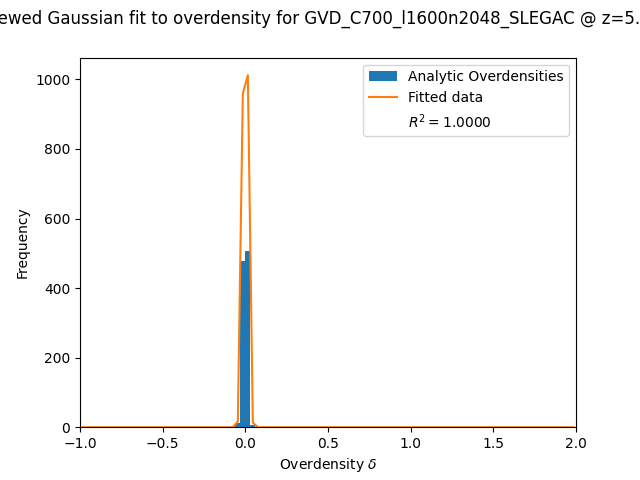 ewed Gaussian fit to overdensity for GVD_C700_l1600n2048_SLEGAC @ z=5.
Analytic Overdensities
Fitted data
R² = 1.0000
Frequency
1000
800
600
400
200
0
−1.0 −0.5 0.0 0.5 1.0 1.5 2.0
Overdensity δ